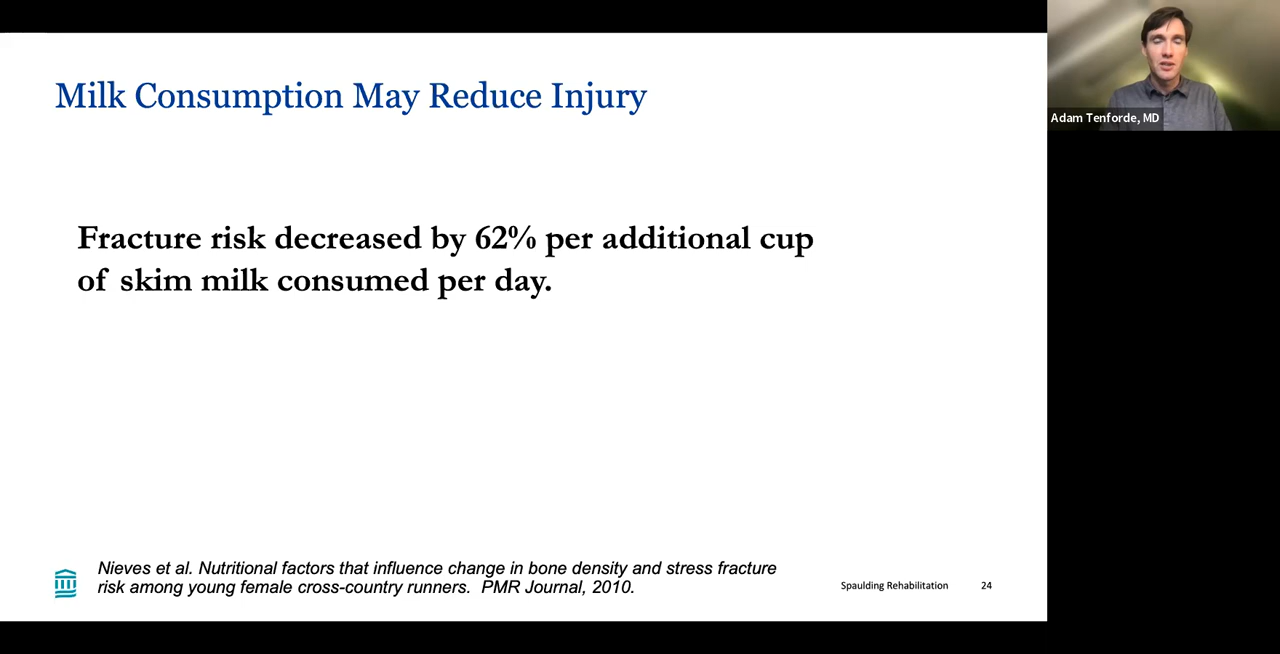 Milk Consumption May Reduce Injury
Adam Tenforde, MD
Fracture risk decreased by 62% per additional cup
of skim milk consumed per day.
Nieves et al. Nutritional factors that influence change in bone density and stress fracture
risk among young female cross-country runners. PMR Journal, 2010.
Spaulding Rehabilitation 24